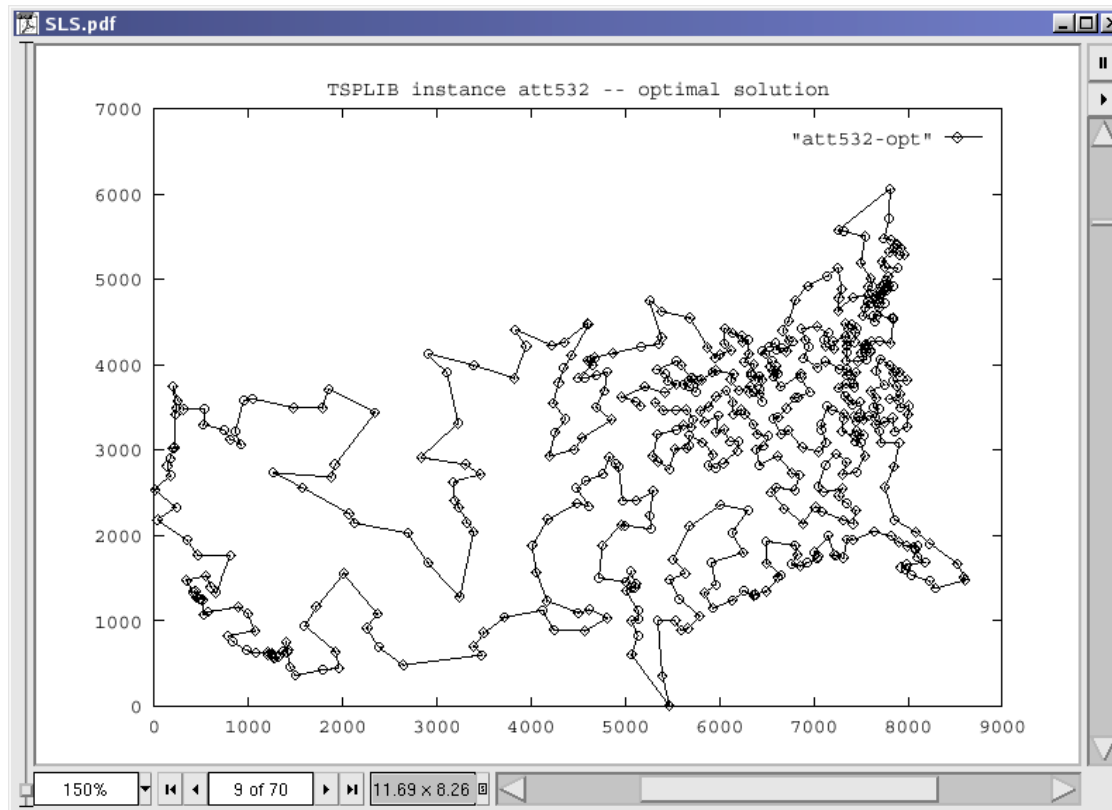 SLS.pdf
TSPLIB instance att532 -- optimal solution
"att532-opt"
7000
6000
5000
4000
3000
2000
1000
0
0 1000 2000 3000 4000 5000 6000 7000 8000 9000
150% 9 of 70 11.69 × 8.26